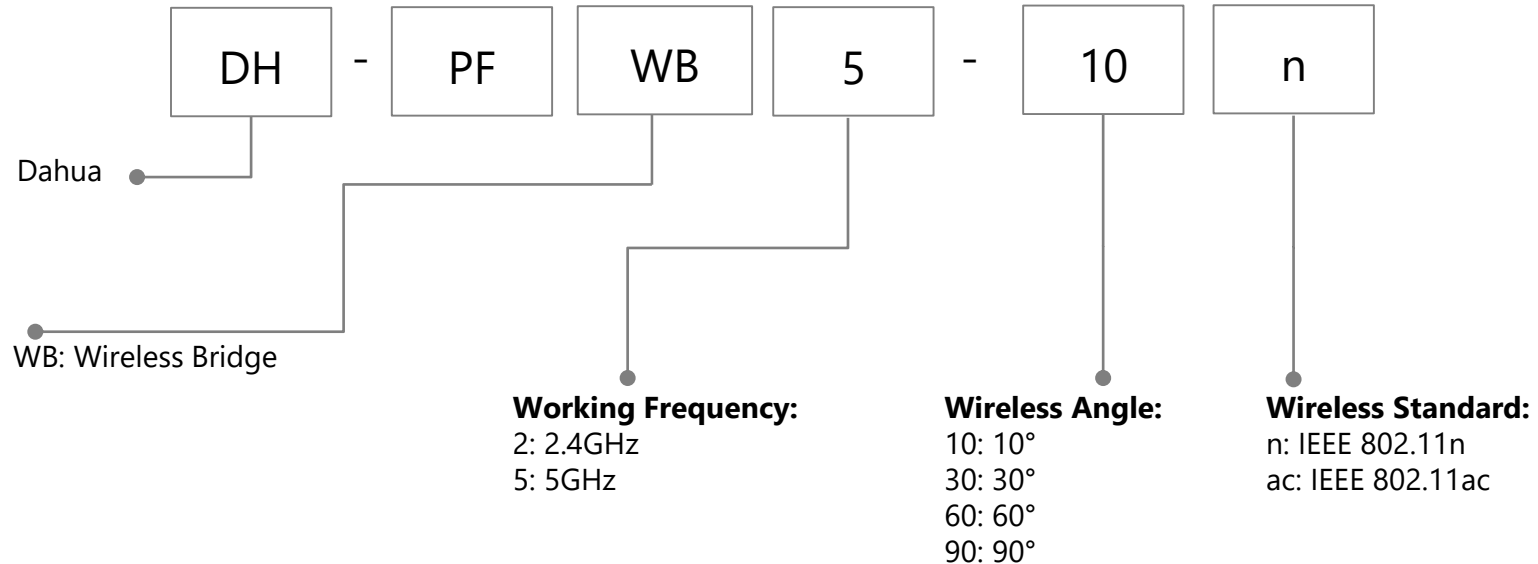 DH - PF WB 5 - 10 n
Dahua
WB: Wireless Bridge
Working Frequency:
2: 2.4GHz
5: 5GHz
Wireless Angle:
10: 10°
30: 30°
60: 60°
90: 90°
Wireless Standard:
n: IEEE 802.11n
ac: IEEE 802.11ac